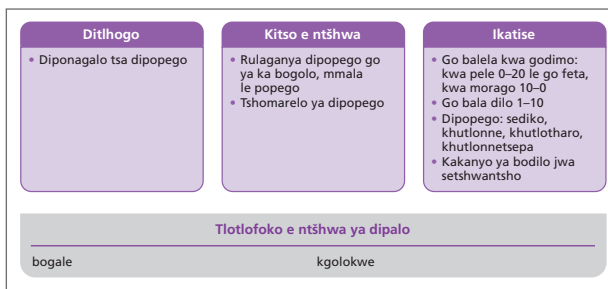 Ditlhogo
• Diponagalo tsa dipopego
Kitso e ntšhwa
• Rulaganya dipopego go
ya ka bogolo, mmala
le popego
• Tshomarelo ya dipopego
Ikatise
• Go balela kwa godimo:
kwa pele 0–20 le go feta,
kwa morago 10–0
• Go bala dilo 1–10
• Dipopego: sediko,
khutlonne, khutlotharo,
khutlonnetsepa
• Kakanyo ya bodilo jwa
setshwantsho
Tlotlofoko e ntšhwa ya dipalo
bogale kgolokwe